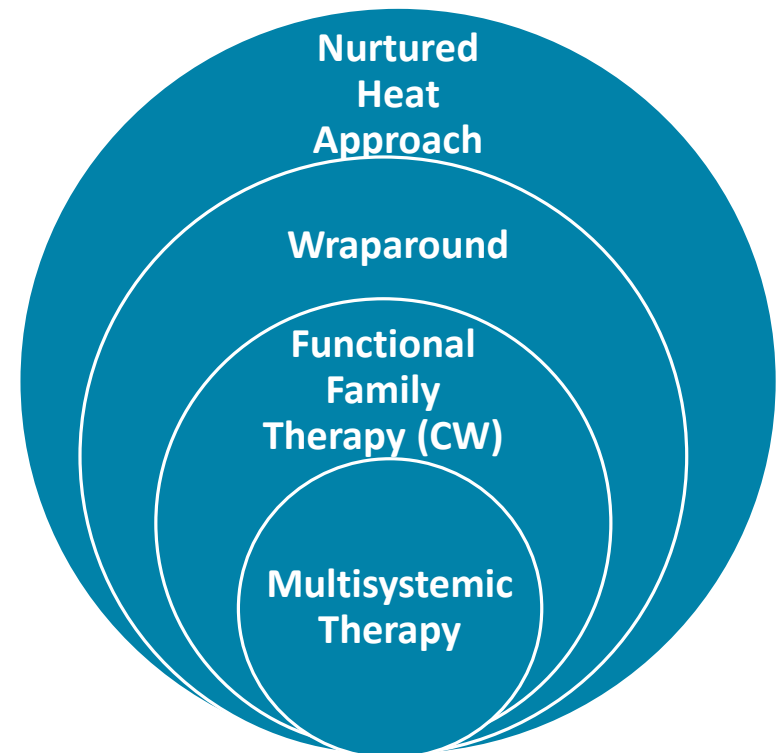 Nurtured
Heat
Approach
Wraparound
Functional
Family
Therapy (CW)
Multisystemic
Therapy